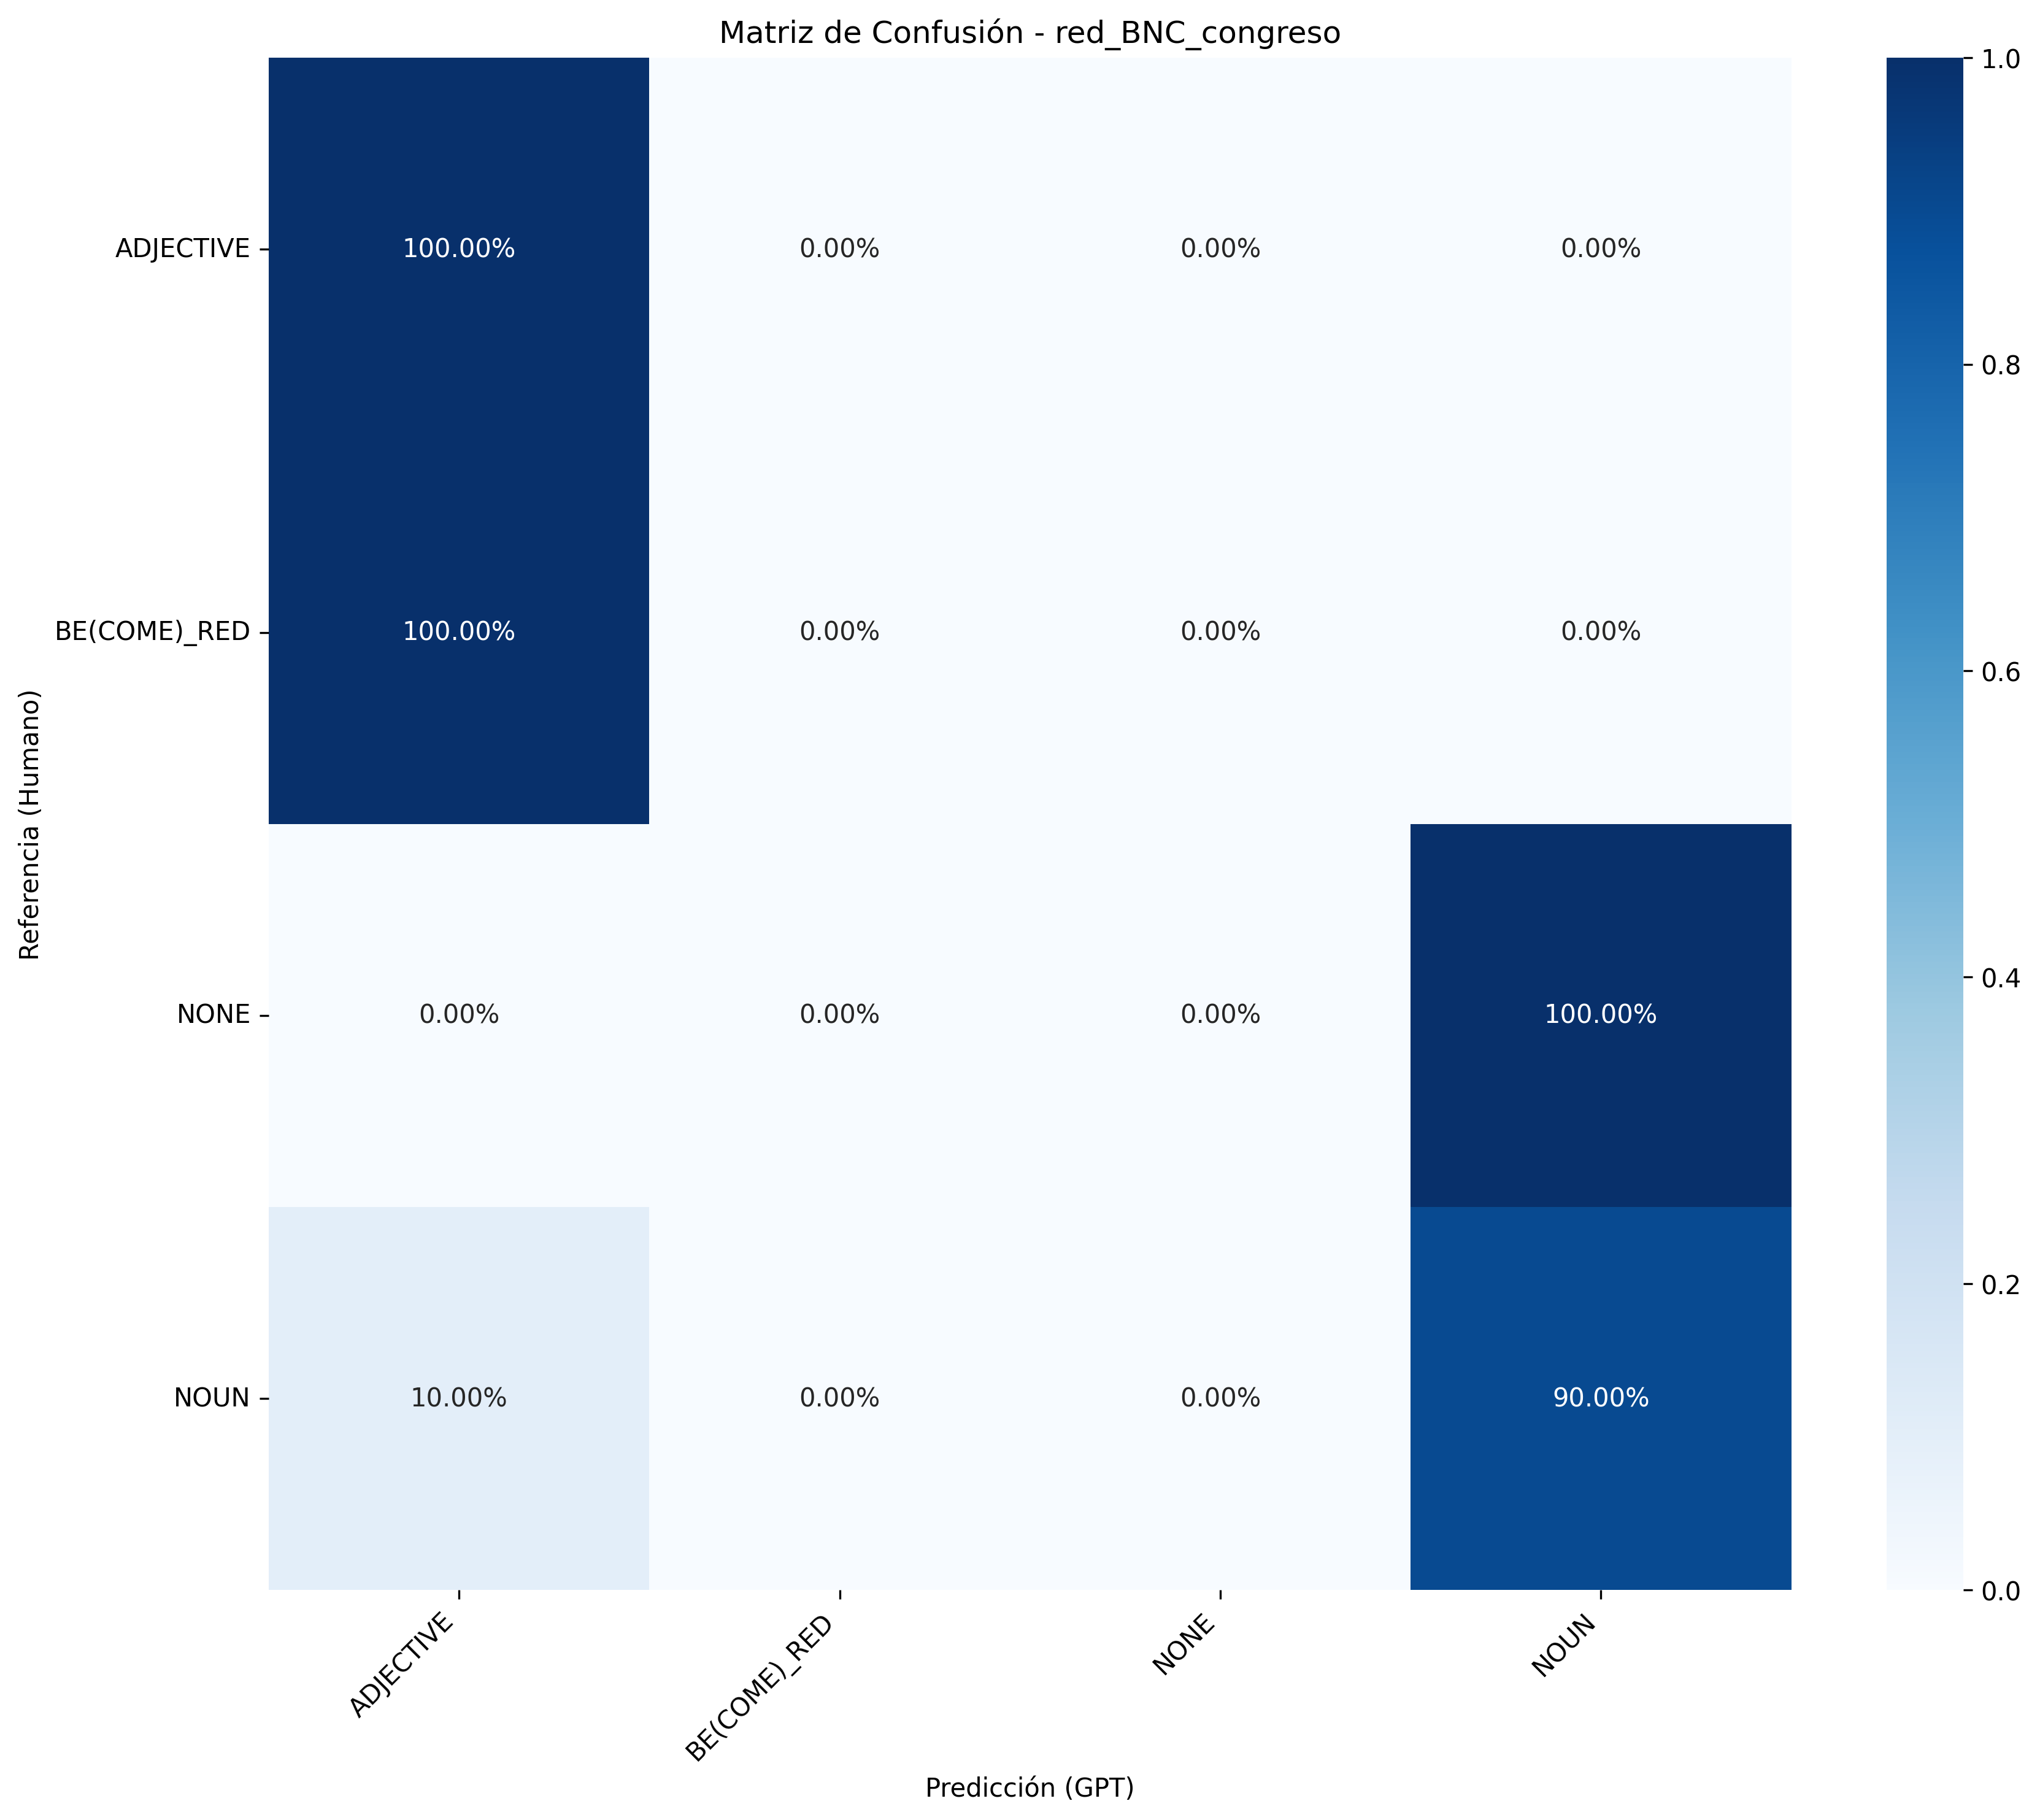 Matriz de Confusión - red_BNC_congreso
1.0
ADJECTIVE 100.00% 0.00% 0.00% 0.00%
0.8
BE(COME)_RED 100.00% 0.00% 0.00% 0.00%
0.6
Referencia (Humano)
0.4
NONE 0.00% 0.00% 0.00% 100.00%
0.2
NOUN 10.00% 0.00% 0.00% 90.00%
0.0
ADJECTIVE BE(COME)_RED NONE NOUN
Predicción (GPT)